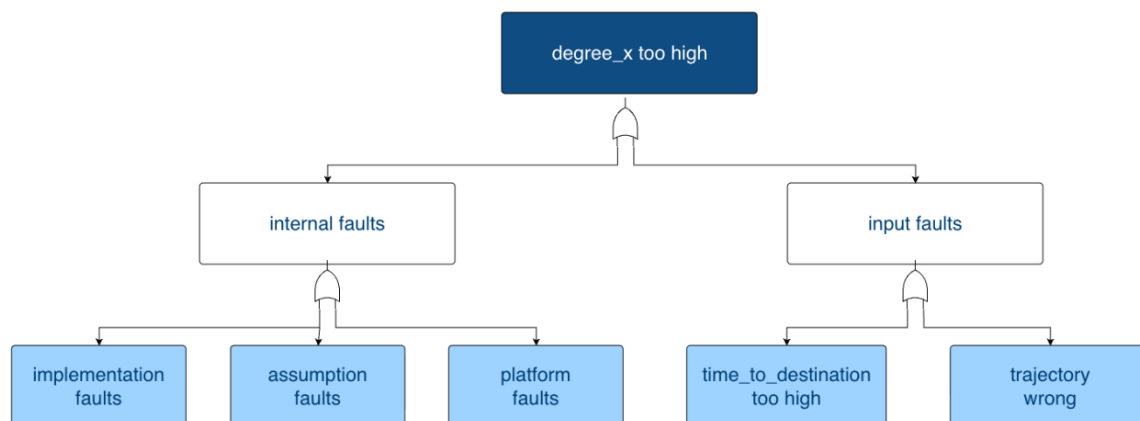 degree_x too high
internal faults
input faults
implementation
faults
assumption
faults
platform
faults
time_to_destination
too high
trajectory
wrong